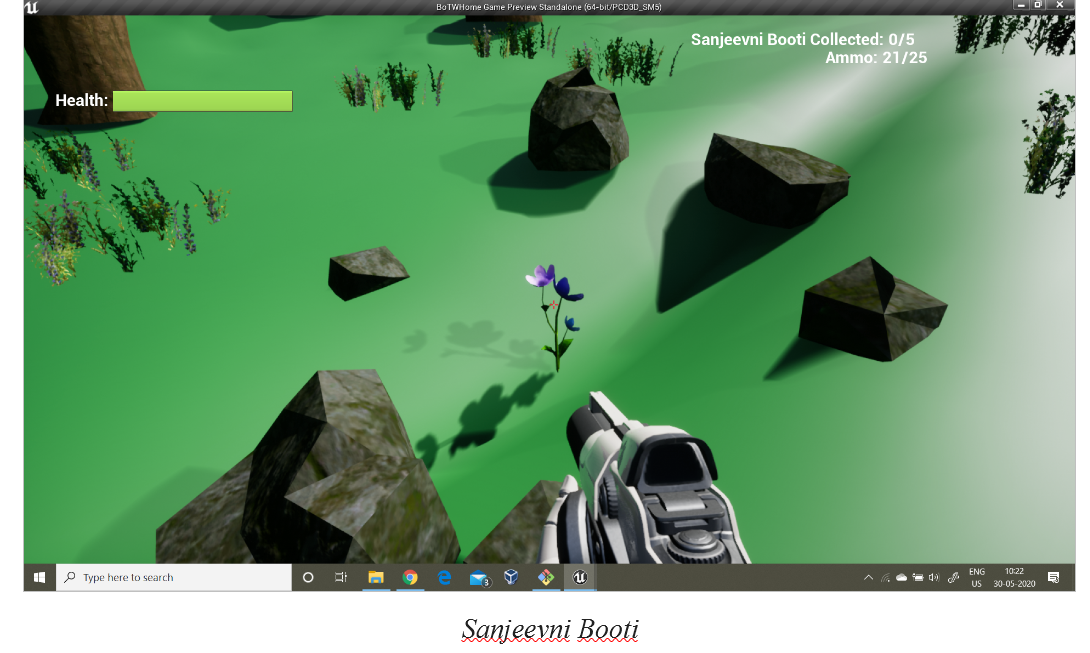 BoTWHome Game Preview Standalone (64-bit/PCD3D_SM5)
Sanjeevni Booti Collected: 0/5
Ammo: 21/25
Health:
Type here to search
3
ENG
US
10:22
30-05-2020
Sanjeevni Booti